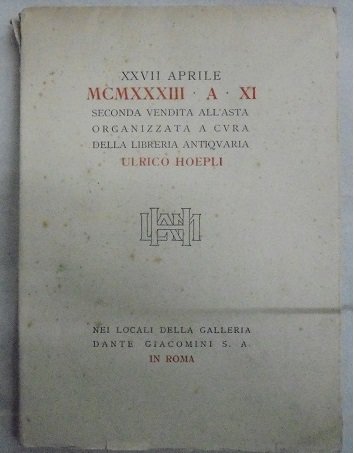 XXVII APRILE
MCMXXXIII · A · XI
SECONDA VENDITA ALL'ASTA
ORGANIZZATA A CVRA
DELLA LIBRERIA ANTIQVARIA
ULRICO HOEPLI
NEI LOCALI DELLA GALLERIA
DANTE GIACOMINI S. A.
IN ROMA